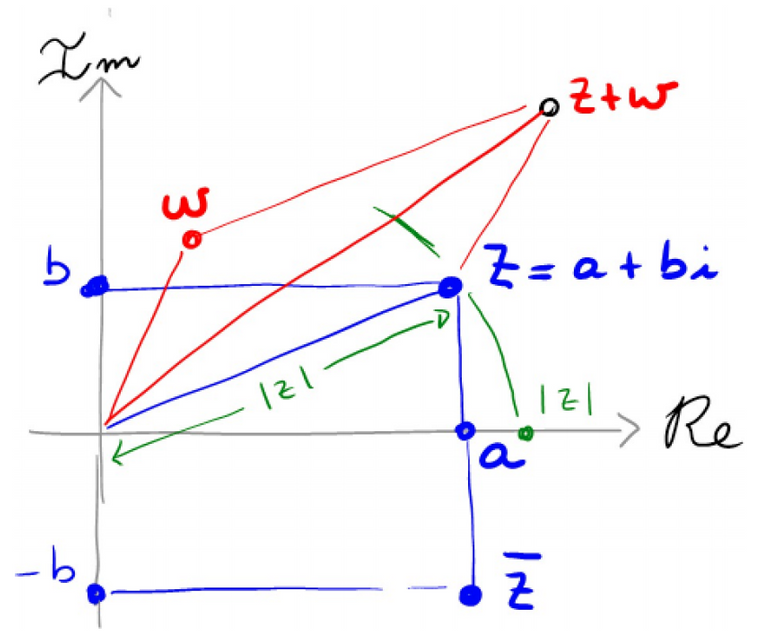 Im
z+w
w
b
z = a + bi
|z|
|z|
Re
a
-b
z̅